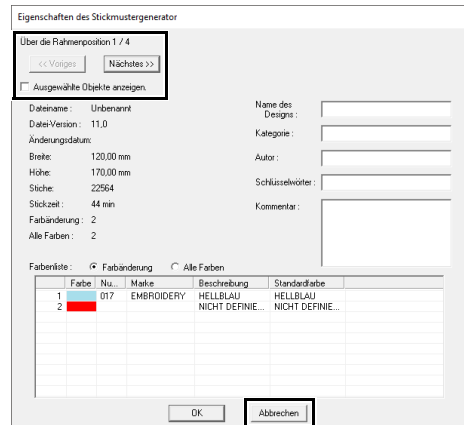 Eigenschaften des Stickmustergenerator
Über die Rahmenposition 1 / 4
<< Voriges Nächstes >>
Ausgewählte Objekte anzeigen.
Dateiname : Unbenannt
Datei-Version : 11,0
Änderungsdatum:
Breite: 120,00 mm
Höhe: 170,00 mm
Stiche: 22564
Stickzeit : 44 min
Farbänderung : 2
Alle Farben : 2
Name des
Designs :
Kategorie :
Autor :
Schlüsselwörter :
Kommentar :
Farbenliste : Farbänderung Alle Farben
Farbe Nu... Marke Beschreibung Standardfarbe
1 017 EMBROIDERY HELLBLAU HELLBLAU
2 NICHT DEFINIE... NICHT DEFINIE...
OK Abbrechen